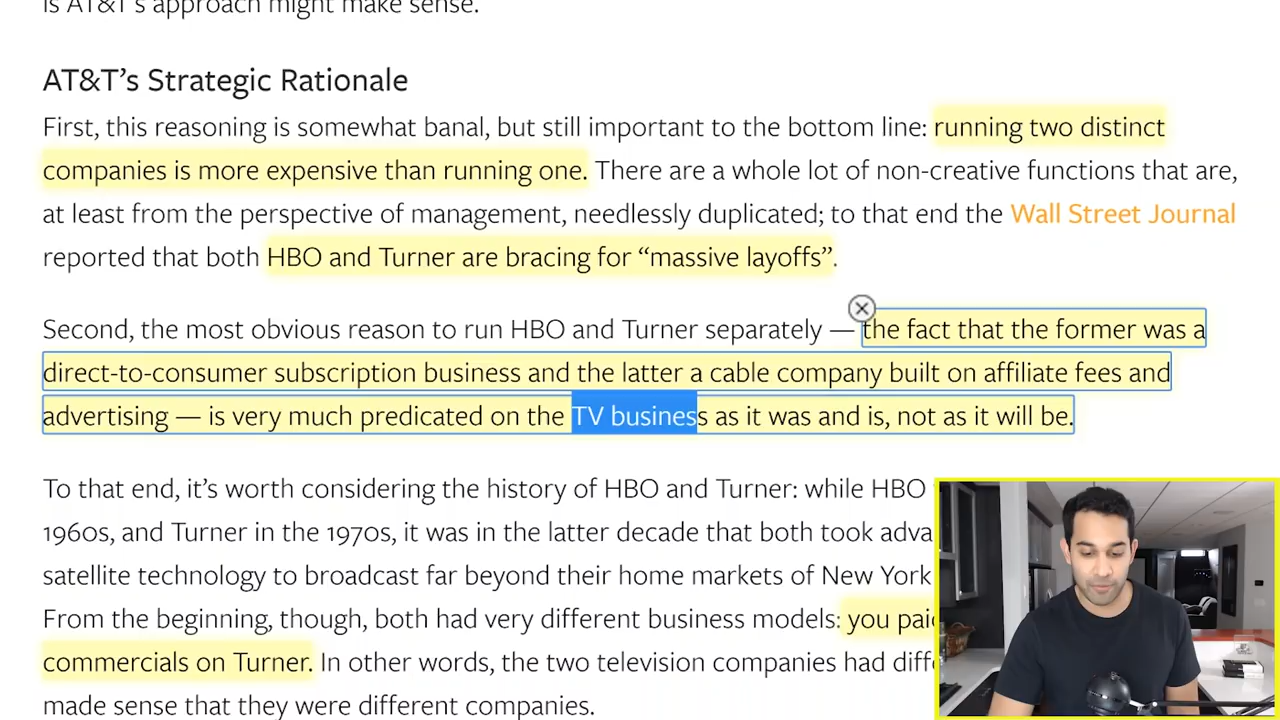 is AT&T's approach might make sense.
AT&T’s Strategic Rationale
First, this reasoning is somewhat banal, but still important to the bottom line: running two distinct
companies is more expensive than running one. There are a whole lot of non-creative functions that are,
at least from the perspective of management, needlessly duplicated; to that end the Wall Street Journal
reported that both HBO and Turner are bracing for “massive layoffs”.
Second, the most obvious reason to run HBO and Turner separately — the fact that the former was a
direct-to-consumer subscription business and the latter a cable company built on affiliate fees and
advertising — is very much predicated on the TV business as it was and is, not as it will be.
To that end, it’s worth considering the history of HBO and Turner: while HBO
1960s, and Turner in the 1970s, it was in the latter decade that both took
satellite technology to broadcast far beyond their home markets of New York
From the beginning, though, both had very different business models: you
commercials on Turner. In other words, the two television companies had
made sense that they were different companies.